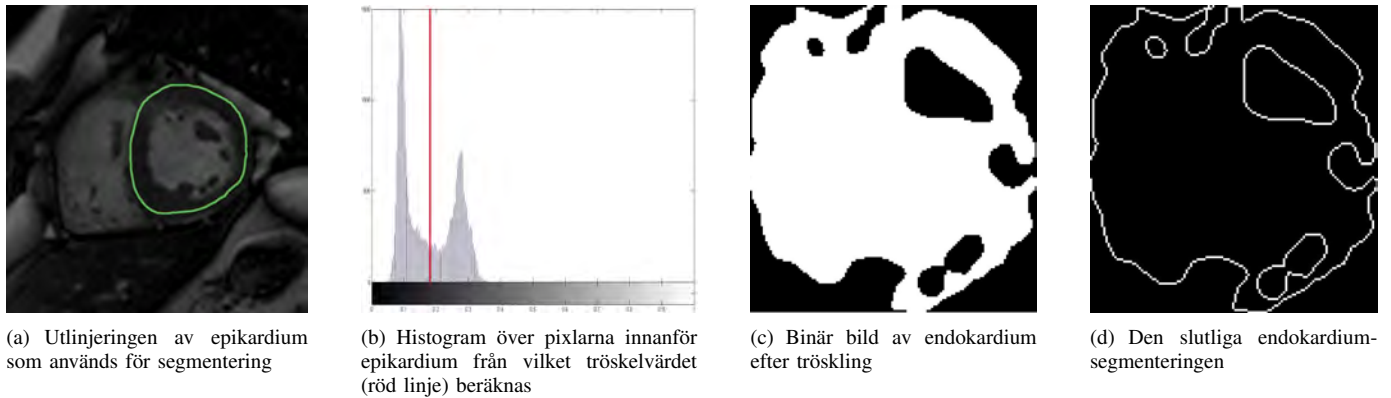 (a) Utlinjeringen av epikardium
som används för segmentering
(b) Histogram över pixlarna innanför
epikardium från vilket tröskelvärdet
(röd linje) beräknas
(c) Binär bild av endokardium
efter tröskling
(d) Den slutliga endokardium-
segmenteringen